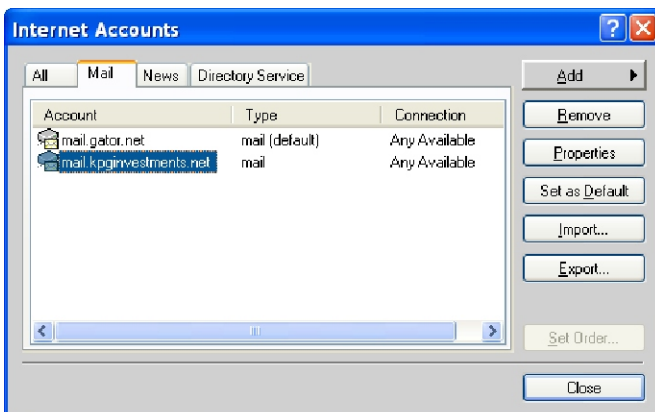 Internet Accounts
All Mail News Directory Service
Add
Account Type Connection
Remove
mail.gator.net mail (default) Any Available
mail.kpginvestments.net mail Any Available
Properties
Set as Default
Import...
Export...
Set Order...
Close